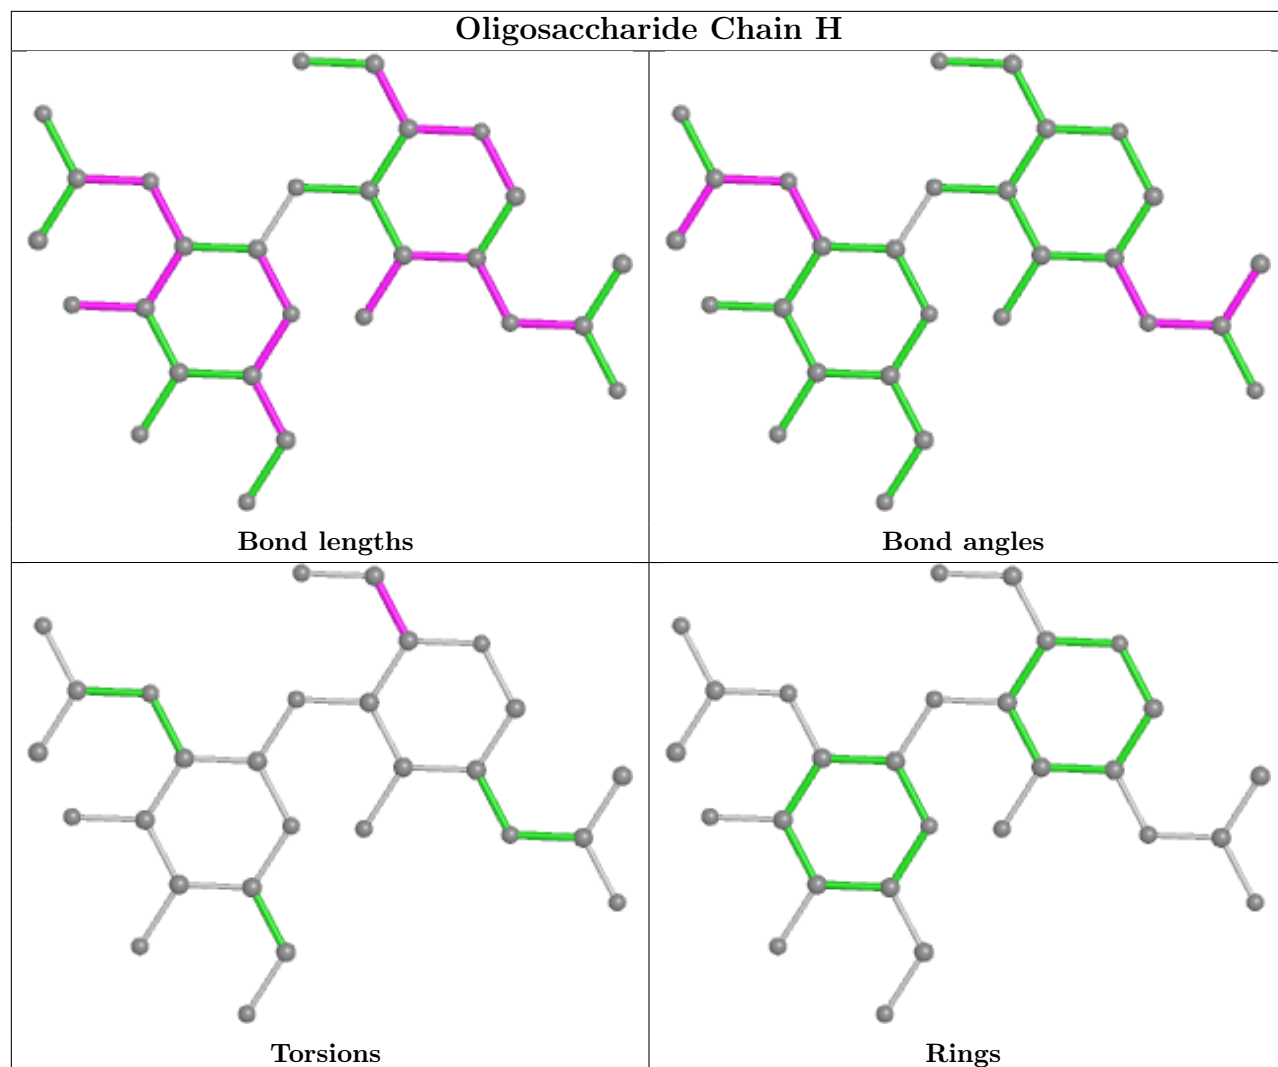 Oligosaccharide Chain H
Bond lengths
Bond angles
Torsions
Rings